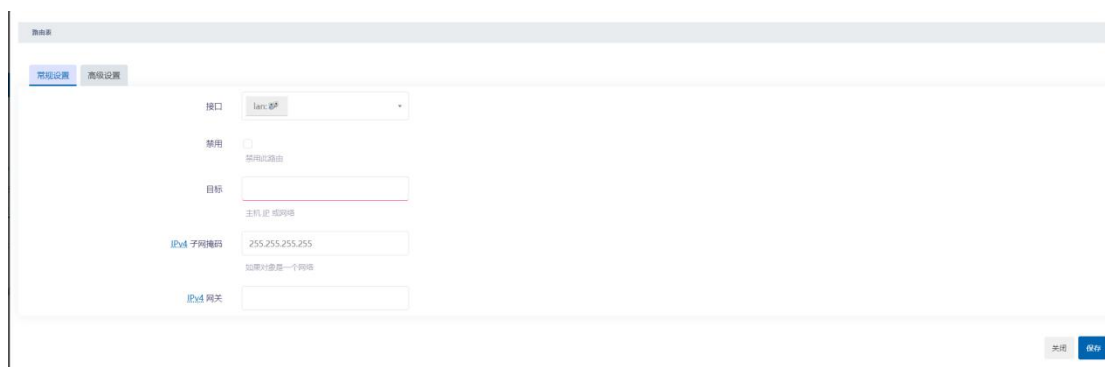 路由表
常规设置 高级设置
接口 lan:
禁用
禁用此路由
目标
主机 IP 或网络
IPv4 子网掩码 255.255.255.255
如果对象是一个网络
IPv4 网关
关闭 保存